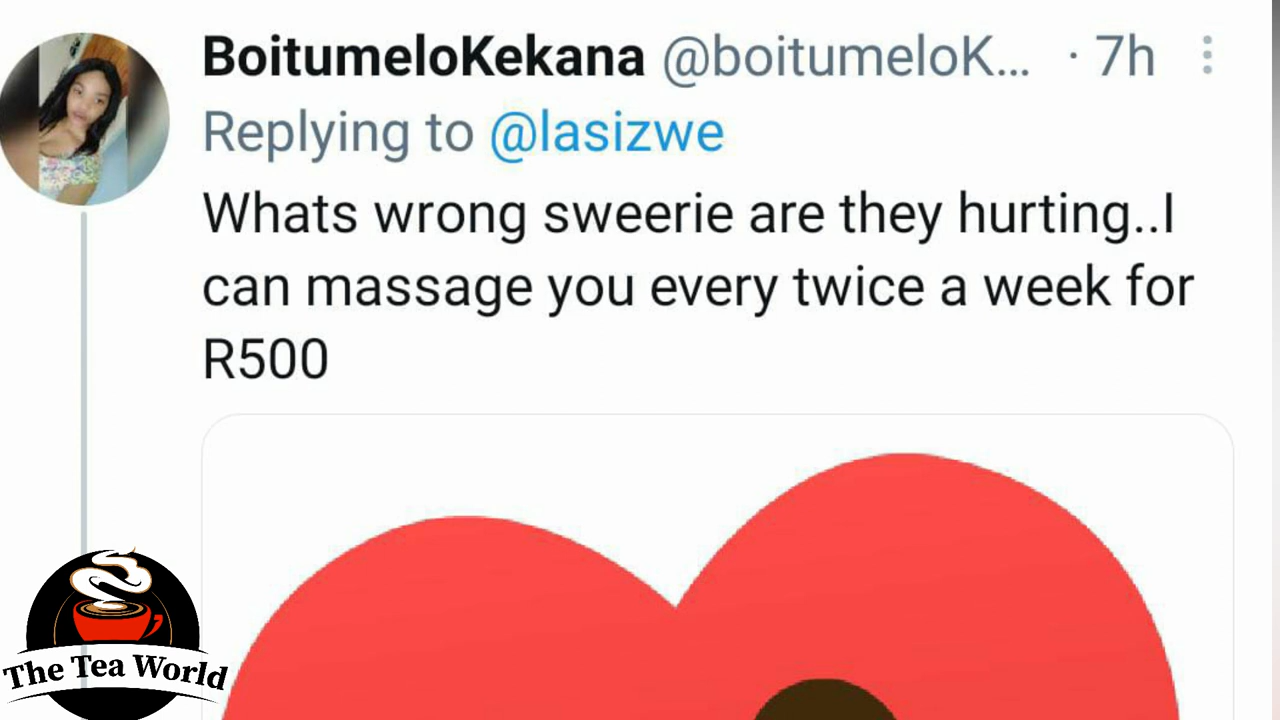 BoitumeloKekana @boitumeloK... · 7h
Replying to @lasizwe
Whats wrong sweerie are they hurting..I
can massage you every twice a week for
R500
The Tea World